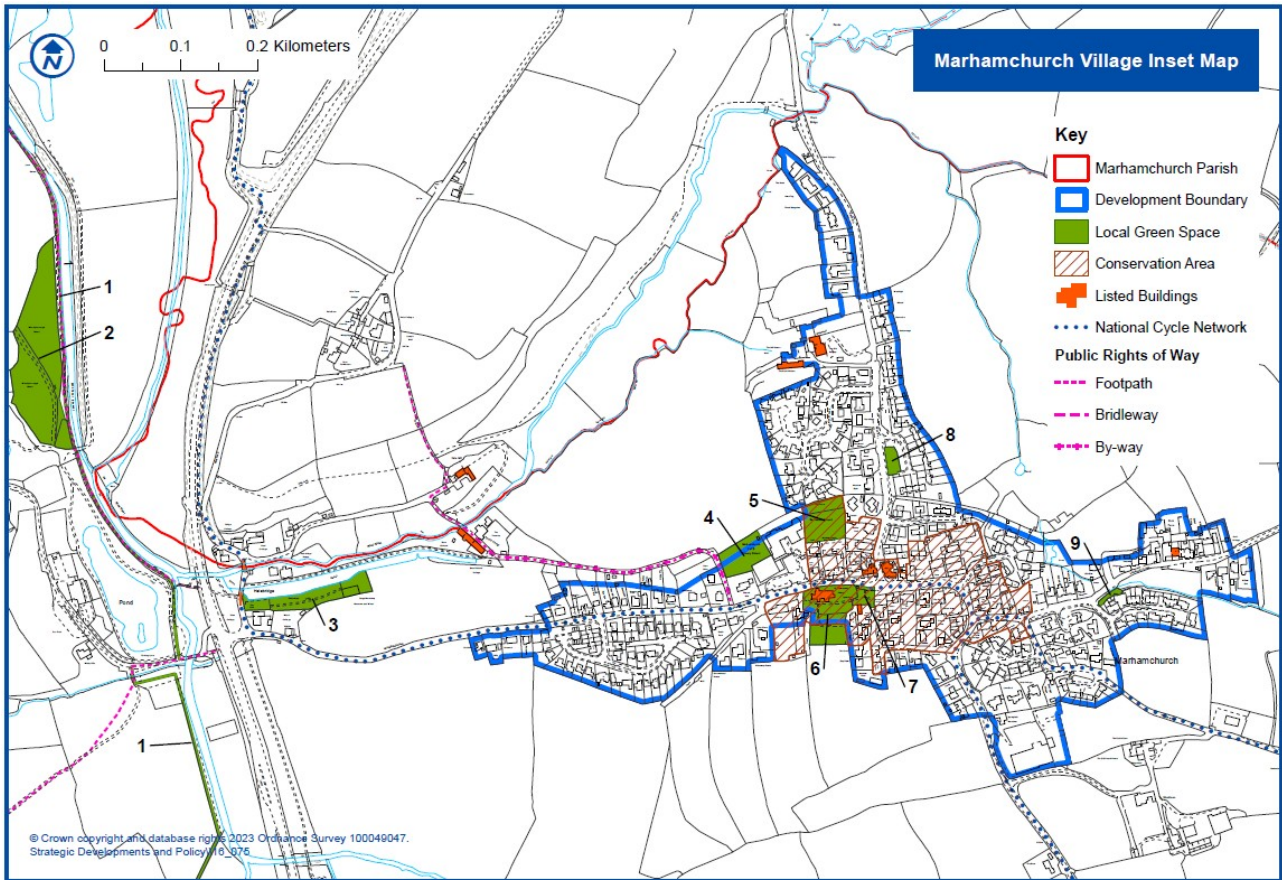 N
0 0.1 0.2 Kilometers
Marhamchurch Village Inset Map
Key
Marhamchurch Parish
Development Boundary
Local Green Space
Conservation Area
Listed Buildings
National Cycle Network
Public Rights of Way
Footpath
Bridleway
By-way
1
2
8
5
4
9
Helebridge
3
Pond
Marhamchurch
6
7
1
© Crown copyright and database rights 2023 Ordnance Survey 100049047.
Strategic Developments and Policy\16_075